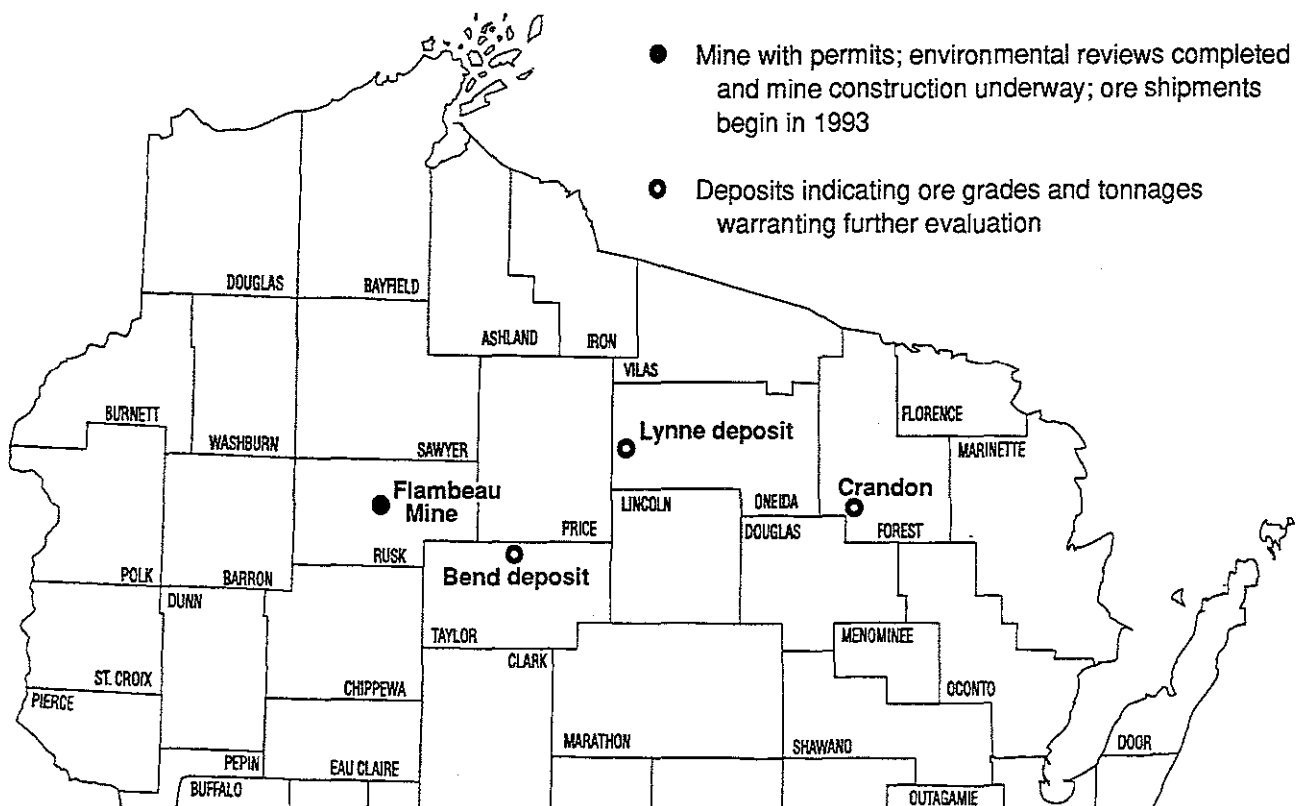 Mine with permits; environmental reviews completed
and mine construction underway; ore shipments
begin in 1993
Deposits indicating ore grades and tonnages
warranting further evaluation
DOUGLAS
BAYFIELD
ASHLAND
IRON
VILAS
BURNETT
WASHBURN
SAWYER
Lynne deposit
FLORENCE
MARINETTE
Flambeau
Mine
PRICE
LINCOLN
ONEIDA
DOUGLAS
Crandon
FOREST
RUSK
Bend deposit
POLK
BARRON
DUNN
TAYLOR
CLARK
MENOMINEE
ST. CROIX
PIERCE
CHIPPEWA
OCONTO
MARATHON
SHAWANO
DOOR
PEPIN
EAU CLAIRE
BUFFALO
OUTAGAMIE